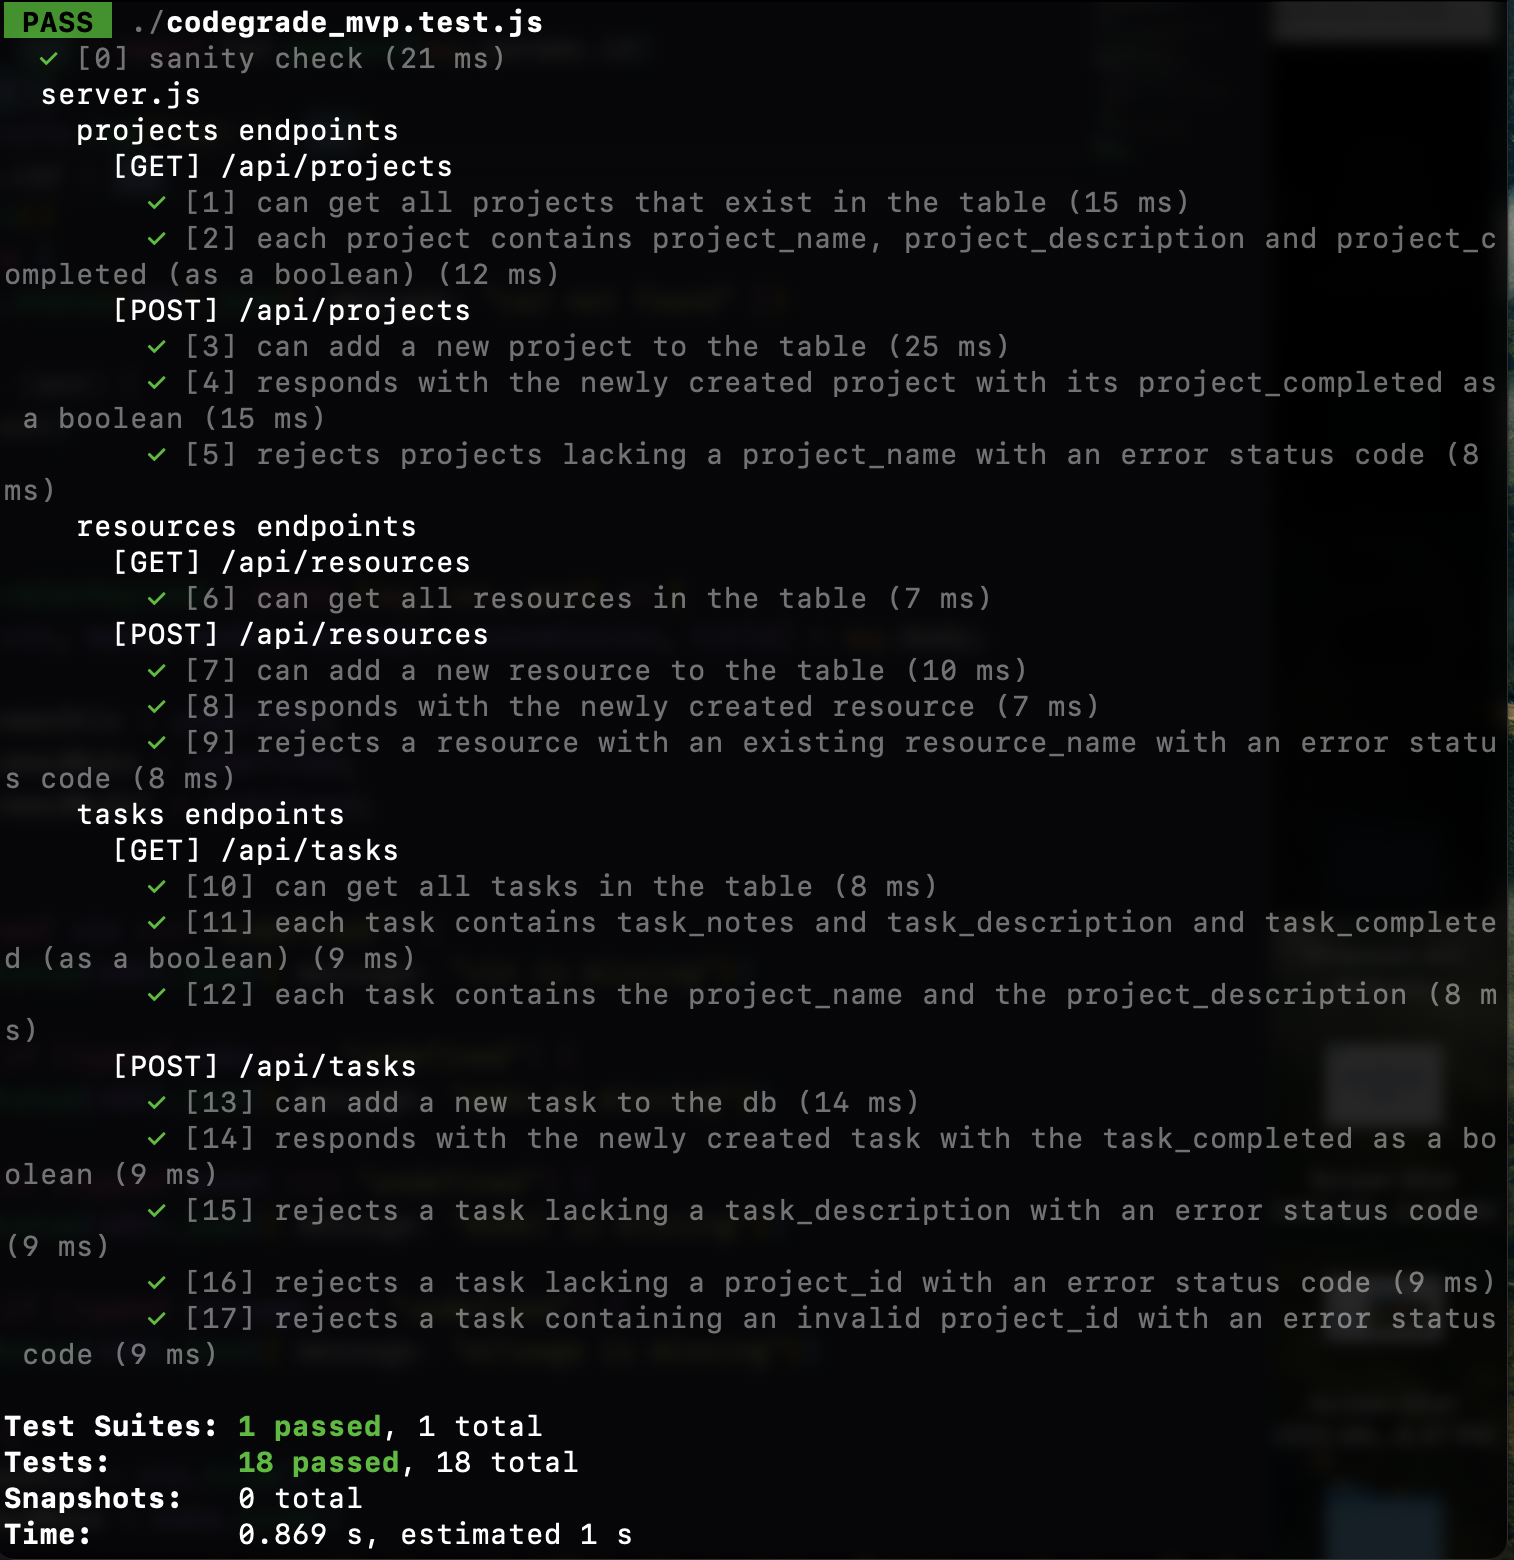 PASS ./codegrade_mvp.test.js
✓ [0] sanity check (21 ms)
server.js
projects endpoints
[GET] /api/projects
✓ [1] can get all projects that exist in the table (15 ms)
✓ [2] each project contains project_name, project_description and project_c
ompleted (as a boolean) (12 ms)
[POST] /api/projects
✓ [3] can add a new project to the table (25 ms)
✓ [4] responds with the newly created project with its project_completed as
a boolean (15 ms)
✓ [5] rejects projects lacking a project_name with an error status code (8
ms)
resources endpoints
[GET] /api/resources
✓ [6] can get all resources in the table (7 ms)
[POST] /api/resources
✓ [7] can add a new resource to the table (10 ms)
✓ [8] responds with the newly created resource (7 ms)
✓ [9] rejects a resource with an existing resource_name with an error statu
s code (8 ms)
tasks endpoints
[GET] /api/tasks
✓ [10] can get all tasks in the table (8 ms)
✓ [11] each task contains task_notes and task_description and task_complete
d (as a boolean) (9 ms)
✓ [12] each task contains the project_name and the project_description (8 m
s)
[POST] /api/tasks
✓ [13] can add a new task to the db (14 ms)
✓ [14] responds with the newly created task with the task_completed as a bo
olean (9 ms)
✓ [15] rejects a task lacking a task_description with an error status code
(9 ms)
✓ [16] rejects a task lacking a project_id with an error status code (9 ms)
✓ [17] rejects a task containing an invalid project_id with an error status
code (9 ms)
Test Suites: 1 passed, 1 total
Tests: 18 passed, 18 total
Snapshots: 0 total
Time: 0.869 s, estimated 1 s